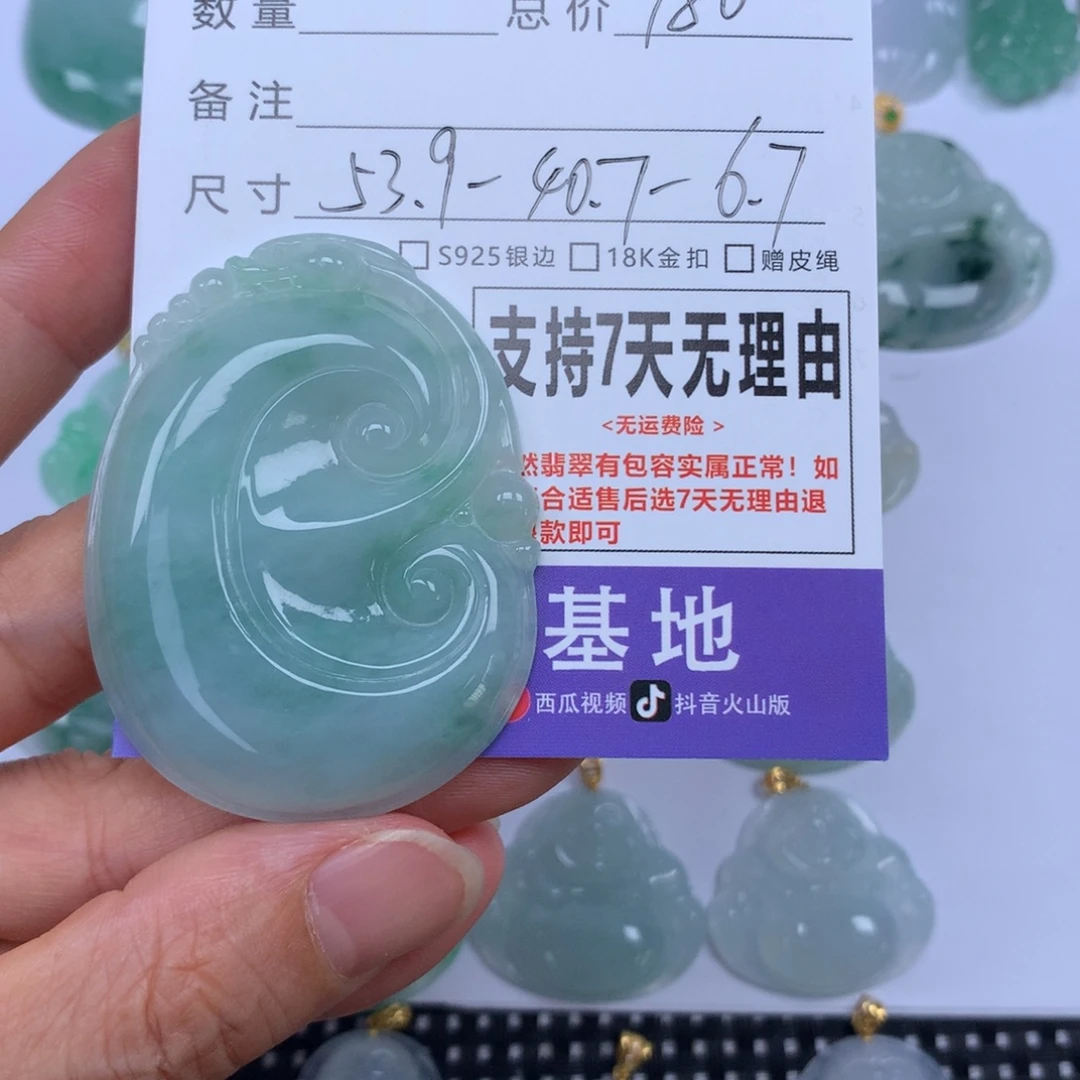 数量 总价 180
备注
尺寸 53.9-40.7-6.7
S925银边 18K金扣 赠皮绳
支持7天无理由
<无运费险 >
然翡翠有包容实属正常！如
合适售后选7天无理由退
款即可
基地
西瓜视频 抖音火山版